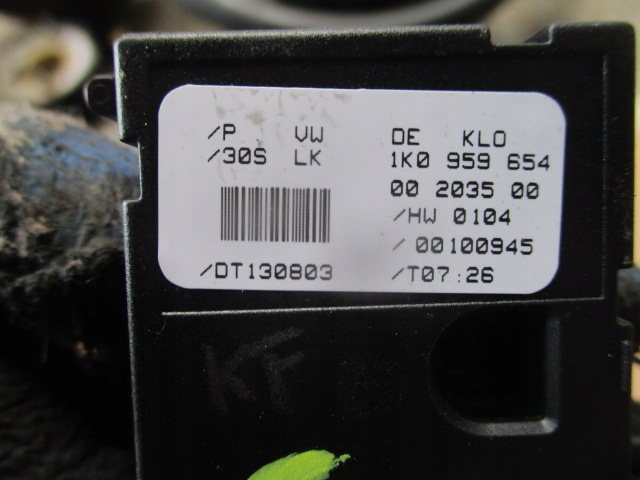 /P VW DE KLO
/30S LK 1K0 959 654
00 2035 00
/HW 0104
/00100945
/DT130803 /T07:26
KF